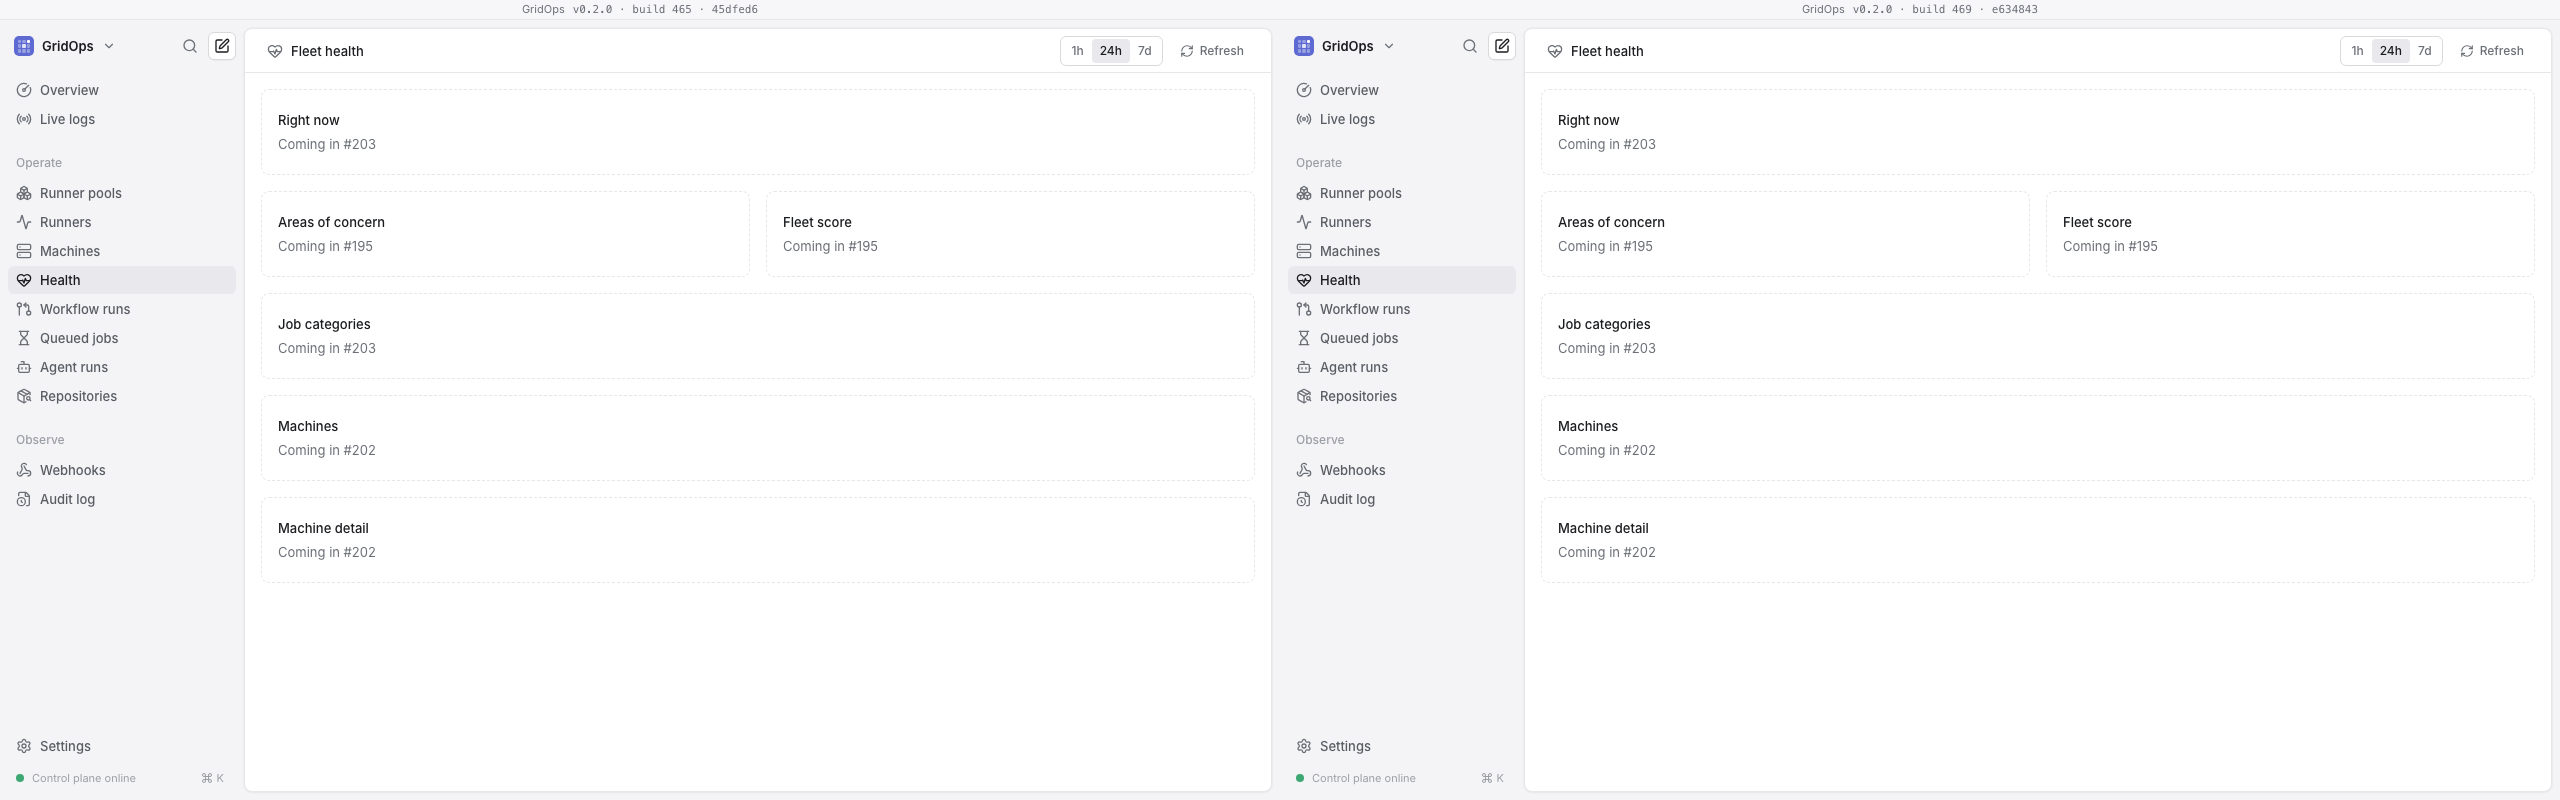 GridOps v0.2.0 · build 465 · 45dfed6
GridOps
Overview
Live logs
Operate
Runner pools
Runners
Machines
Health
Workflow runs
Queued jobs
Agent runs
Repositories
Observe
Webhooks
Audit log
Settings
Control plane online ⌘ K
Fleet health
1h 24h 7d Refresh
Right now
Coming in #203
Areas of concern
Coming in #195
Fleet score
Coming in #195
Job categories
Coming in #203
Machines
Coming in #202
Machine detail
Coming in #202
GridOps v0.2.0 · build 469 · e634843
GridOps
Overview
Live logs
Operate
Runner pools
Runners
Machines
Health
Workflow runs
Queued jobs
Agent runs
Repositories
Observe
Webhooks
Audit log
Settings
Control plane online ⌘ K
Fleet health
1h 24h 7d Refresh
Right now
Coming in #203
Areas of concern
Coming in #195
Fleet score
Coming in #195
Job categories
Coming in #203
Machines
Coming in #202
Machine detail
Coming in #202